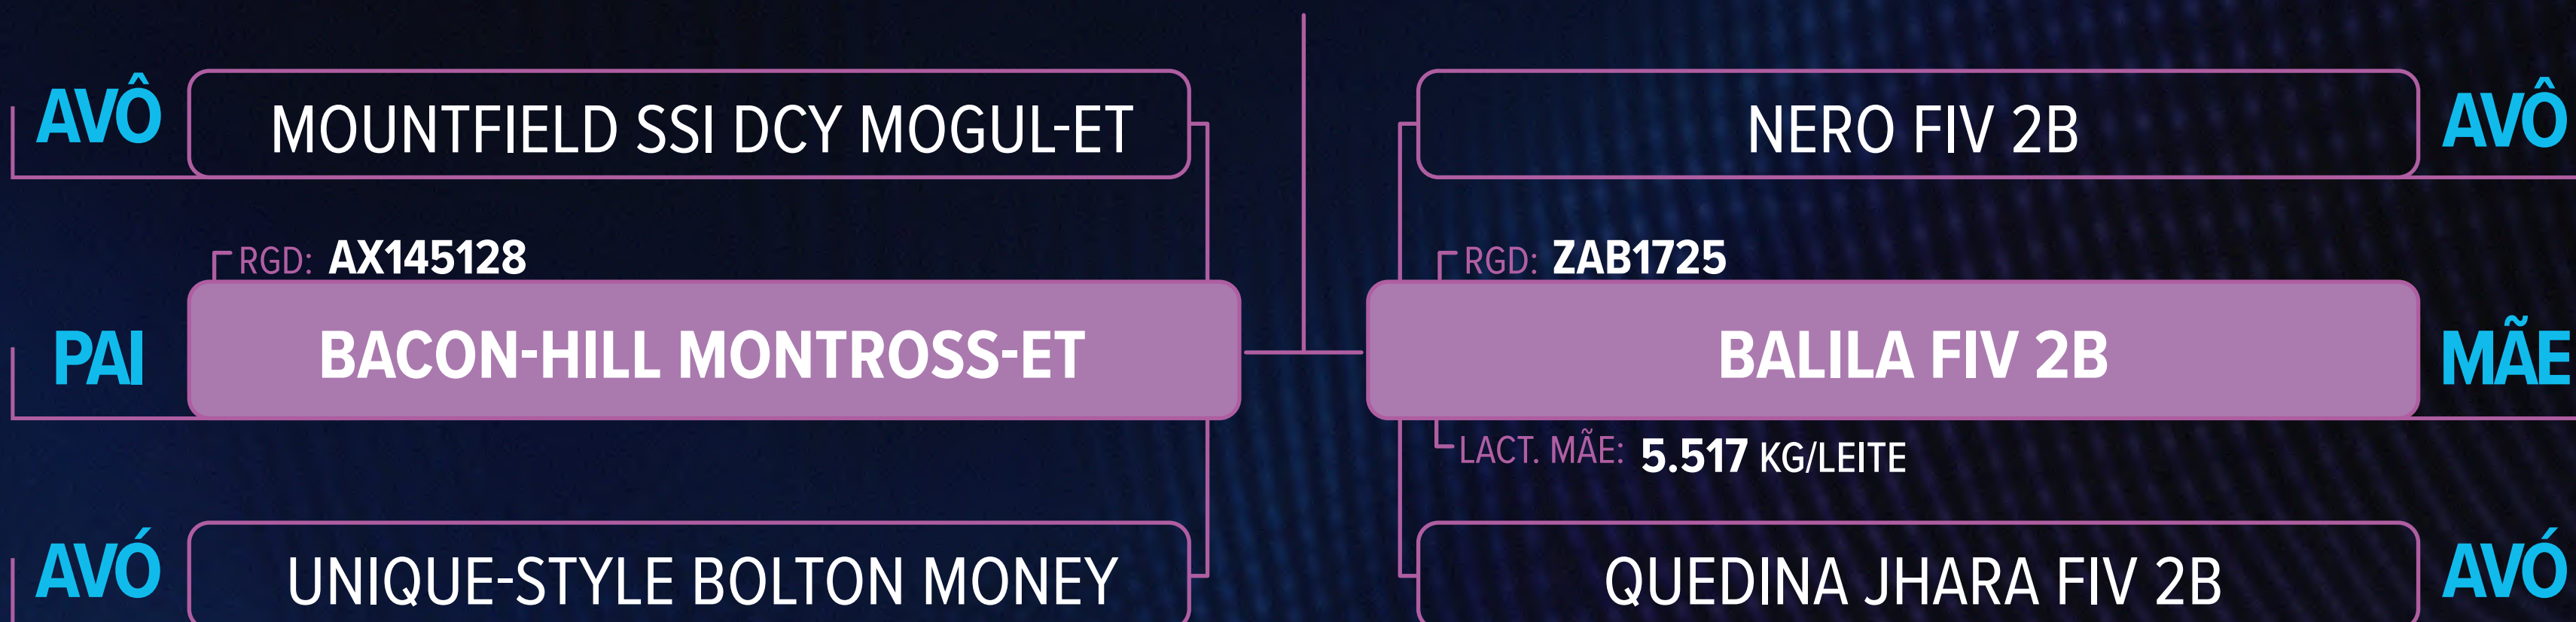 AVÔ
MOUNTFIELD SSI DCY MOGUL-ET
NERO FIV 2B
AVÔ
RGD: AX145128
RGD: ZAB1725
PAI
BACON-HILL MONTROSS-ET
BALILA FIV 2B
MÃE
LACT. MÃE: 5.517 KG/LEITE
AVÓ
UNIQUE-STYLE BOLTON MONEY
QUEDINA JHARA FIV 2B
AVÓ